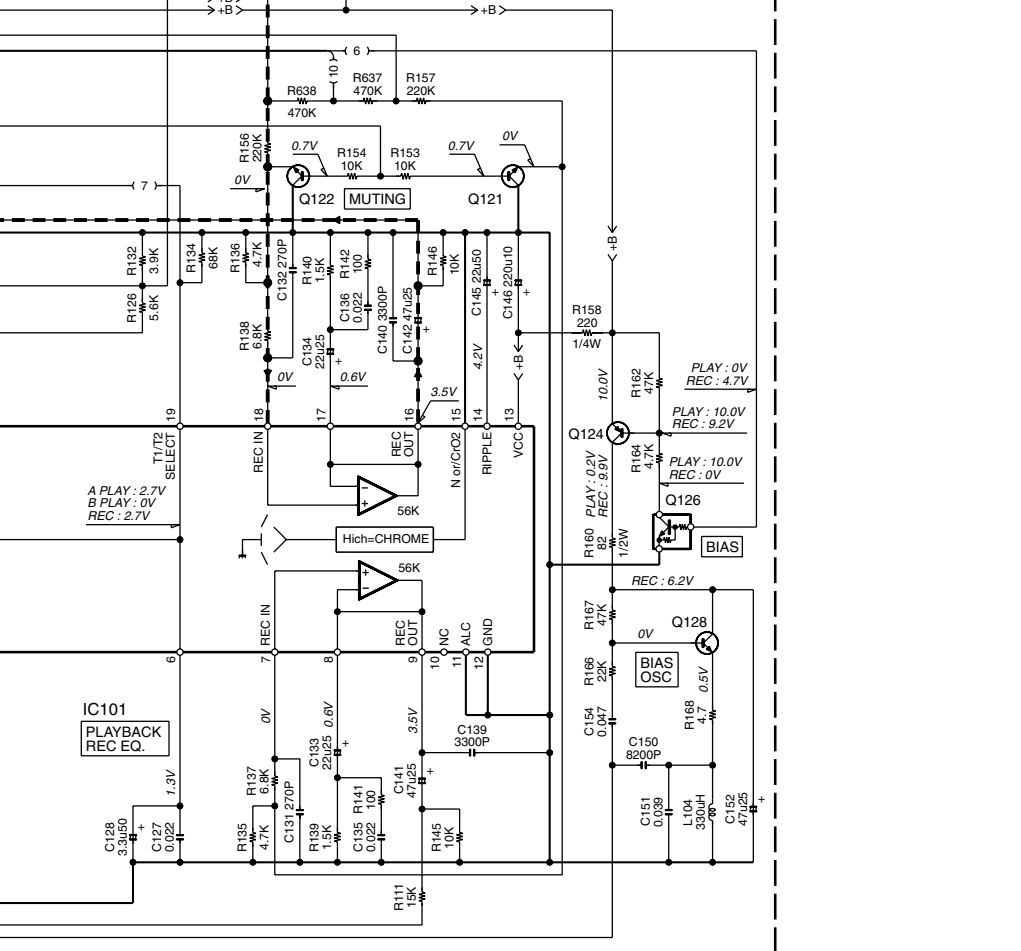 +B
+B
+B
6
10
R638
470K
R637
470K
R157
220K
R156
220K
0.7V
R154
10K
R153
10K
0.7V
0V
0V
7
Q122
MUTING
Q121
R132
3.9K
R134
68K
R136
4.7K
C132 270P
R140
1.5K
R142
100
R146
10K
C145 22u50
+
C146 220u10
+
+B
R126
5.6K
R138
6.8K
C134
22u25
+
C136
0.022
C140 3300P
C142 47u25
+
R158
220
1/4W
4.2V
+B
0V
0.6V
3.5V
10.0V
R162
47K
PLAY : 0V
REC : 4.7V
PLAY : 10.0V
REC : 9.2V
19
18
17
16
15
14
13
T1/T2
SELECT
REC IN
REC
OUT
N or/CrO2
RIPPLE
VCC
Q124
R164
4.7K
PLAY : 10.0V
REC : 0V
PLAY : 0.2V
REC : 9.9V
Q126
A PLAY : 2.7V
B PLAY : 0V
REC : 2.7V
−
+
56K
Hich=CHROME
R160
82
1/2W
BIAS
+
−
56K
REC : 6.2V
REC IN
REC
OUT
NC
ALC
GND
R167
47K
0V
Q128
6
7
8
9
10
11
12
R166
22K
BIAS
OSC
0.5V
IC101
PLAYBACK
REC EQ.
0V
0.6V
3.5V
C139
3300P
C154
0.047
R168
4.7
C150
8200P
1.3V
R137
6.8K
C133
22u25
+
C141
47u25
+
C131 270P
R141
100
C151
0.039
L104
330uH
C152
47u25
+
C128
3.3u50
+
C127
0.022
R135
4.7K
R139
1.5K
C135
0.022
R145
10K
R111
15K